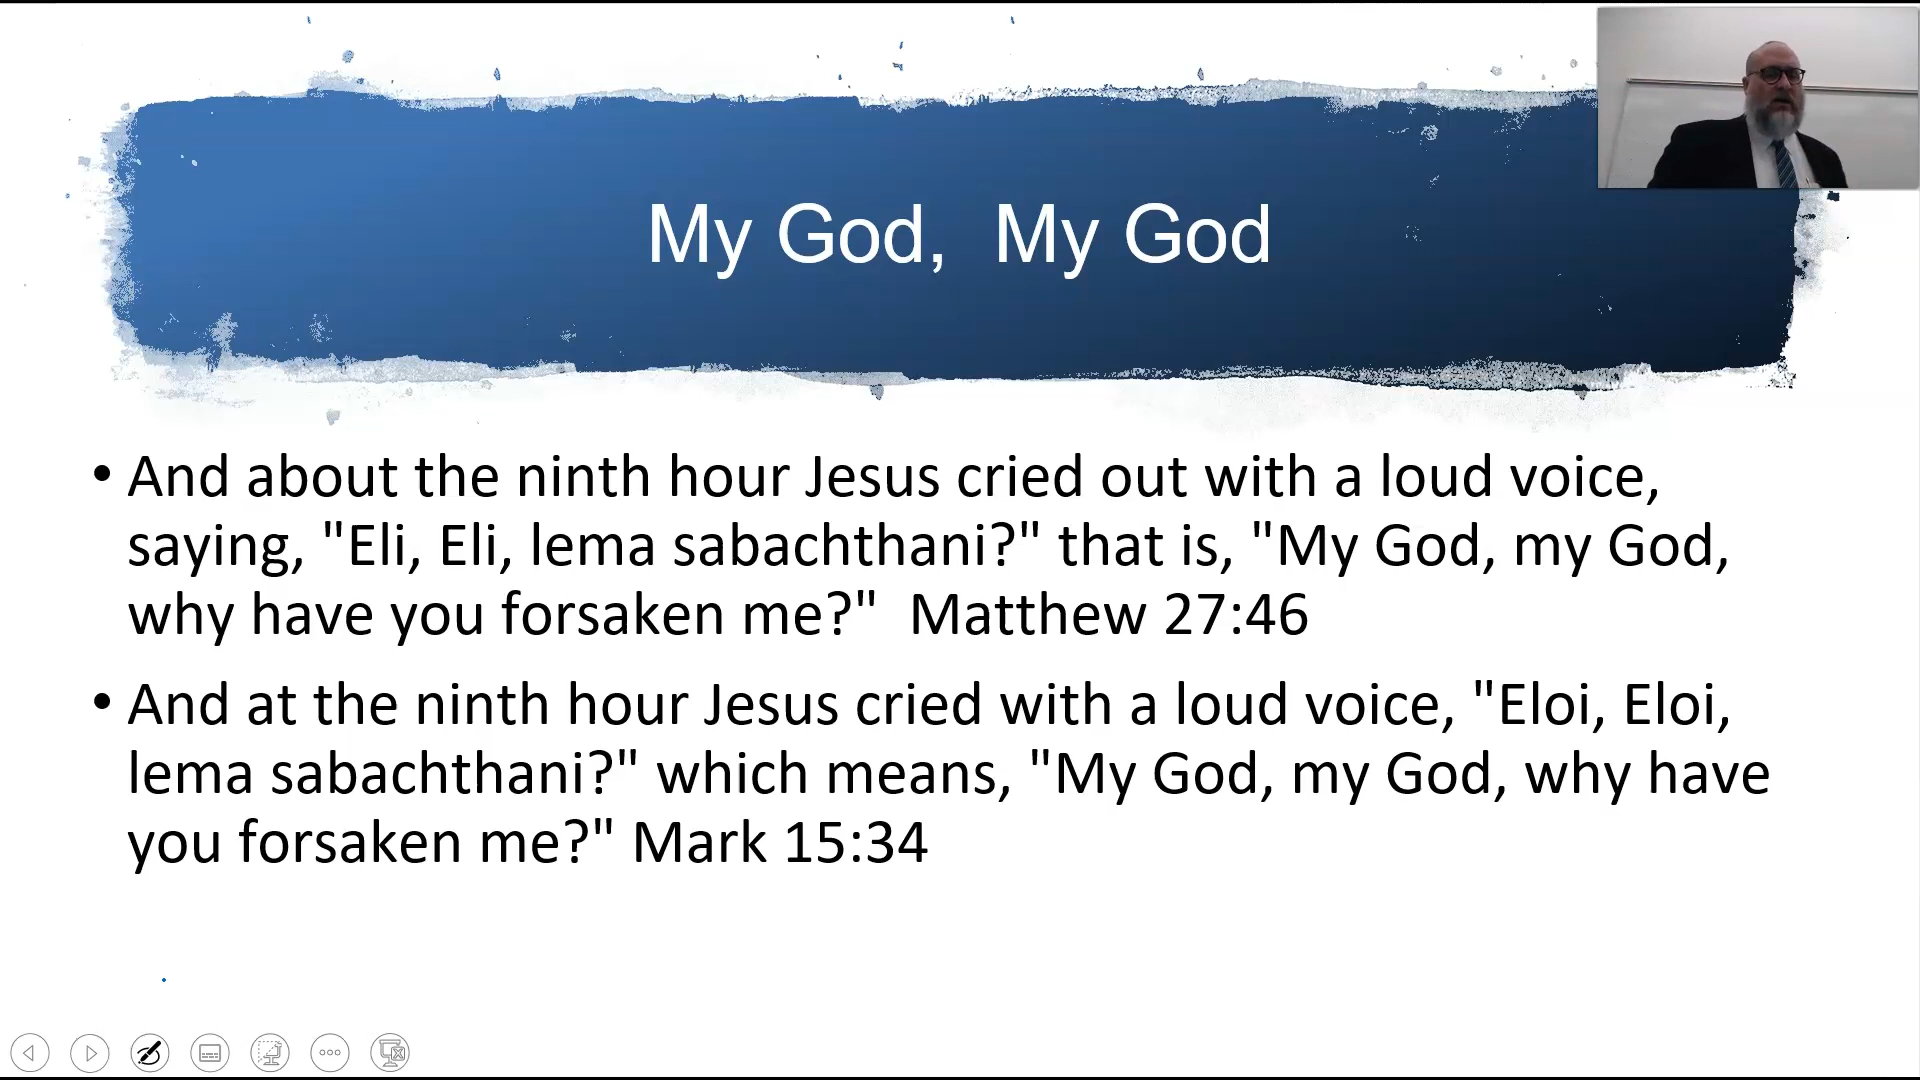 My God,  My God
• And about the ninth hour Jesus cried out with a loud voice,
saying, "Eli, Eli, lema sabachthani?" that is, "My God, my God,
why have you forsaken me?"  Matthew 27:46
• And at the ninth hour Jesus cried with a loud voice, "Eloi, Eloi,
lema sabachthani?" which means, "My God, my God, why have
you forsaken me?" Mark 15:34